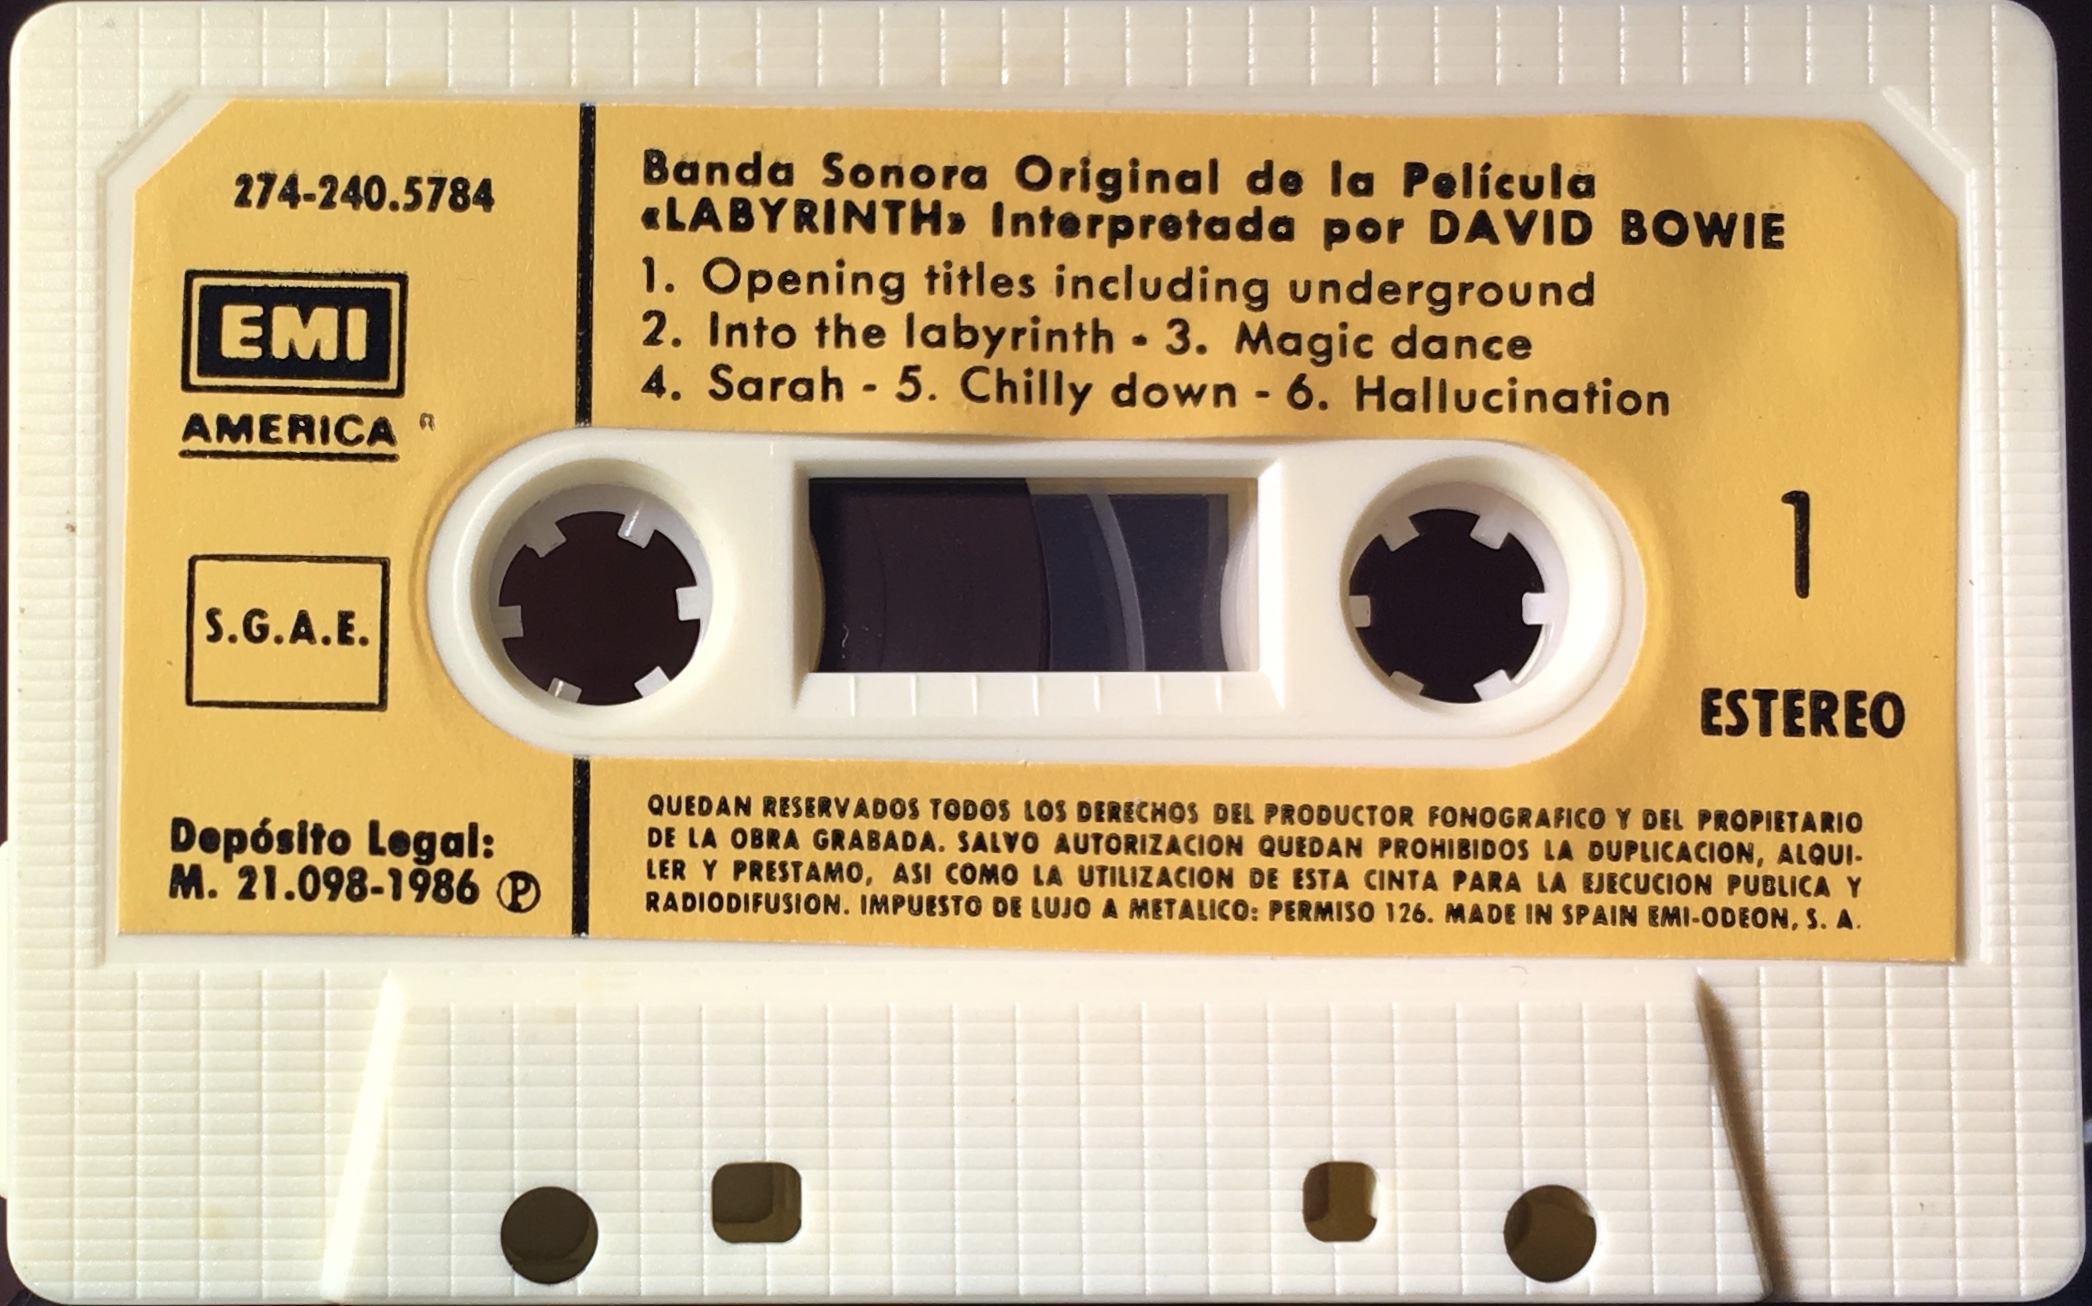 274-240.5784
EMI
AMERICA ®
S.G.A.E.
Depósito Legal:
M. 21.098-1986 Ⓟ
Banda Sonora Original de la Película
«LABYRINTH» Interpretada por DAVID BOWIE
1. Opening titles including underground
2. Into the labyrinth - 3. Magic dance
4. Sarah - 5. Chilly down - 6. Hallucination
1
ESTEREO
QUEDAN RESERVADOS TODOS LOS DERECHOS DEL PRODUCTOR FONOGRAFICO Y DEL PROPIETARIO
DE LA OBRA GRABADA. SALVO AUTORIZACION QUEDAN PROHIBIDOS LA DUPLICACION, ALQUI-
LER Y PRESTAMO, ASI COMO LA UTILIZACION DE ESTA CINTA PARA LA EJECUCION PUBLICA Y
RADIODIFUSION. IMPUESTO DE LUJO A METALICO: PERMISO 126. MADE IN SPAIN EMI-ODEON, S. A.